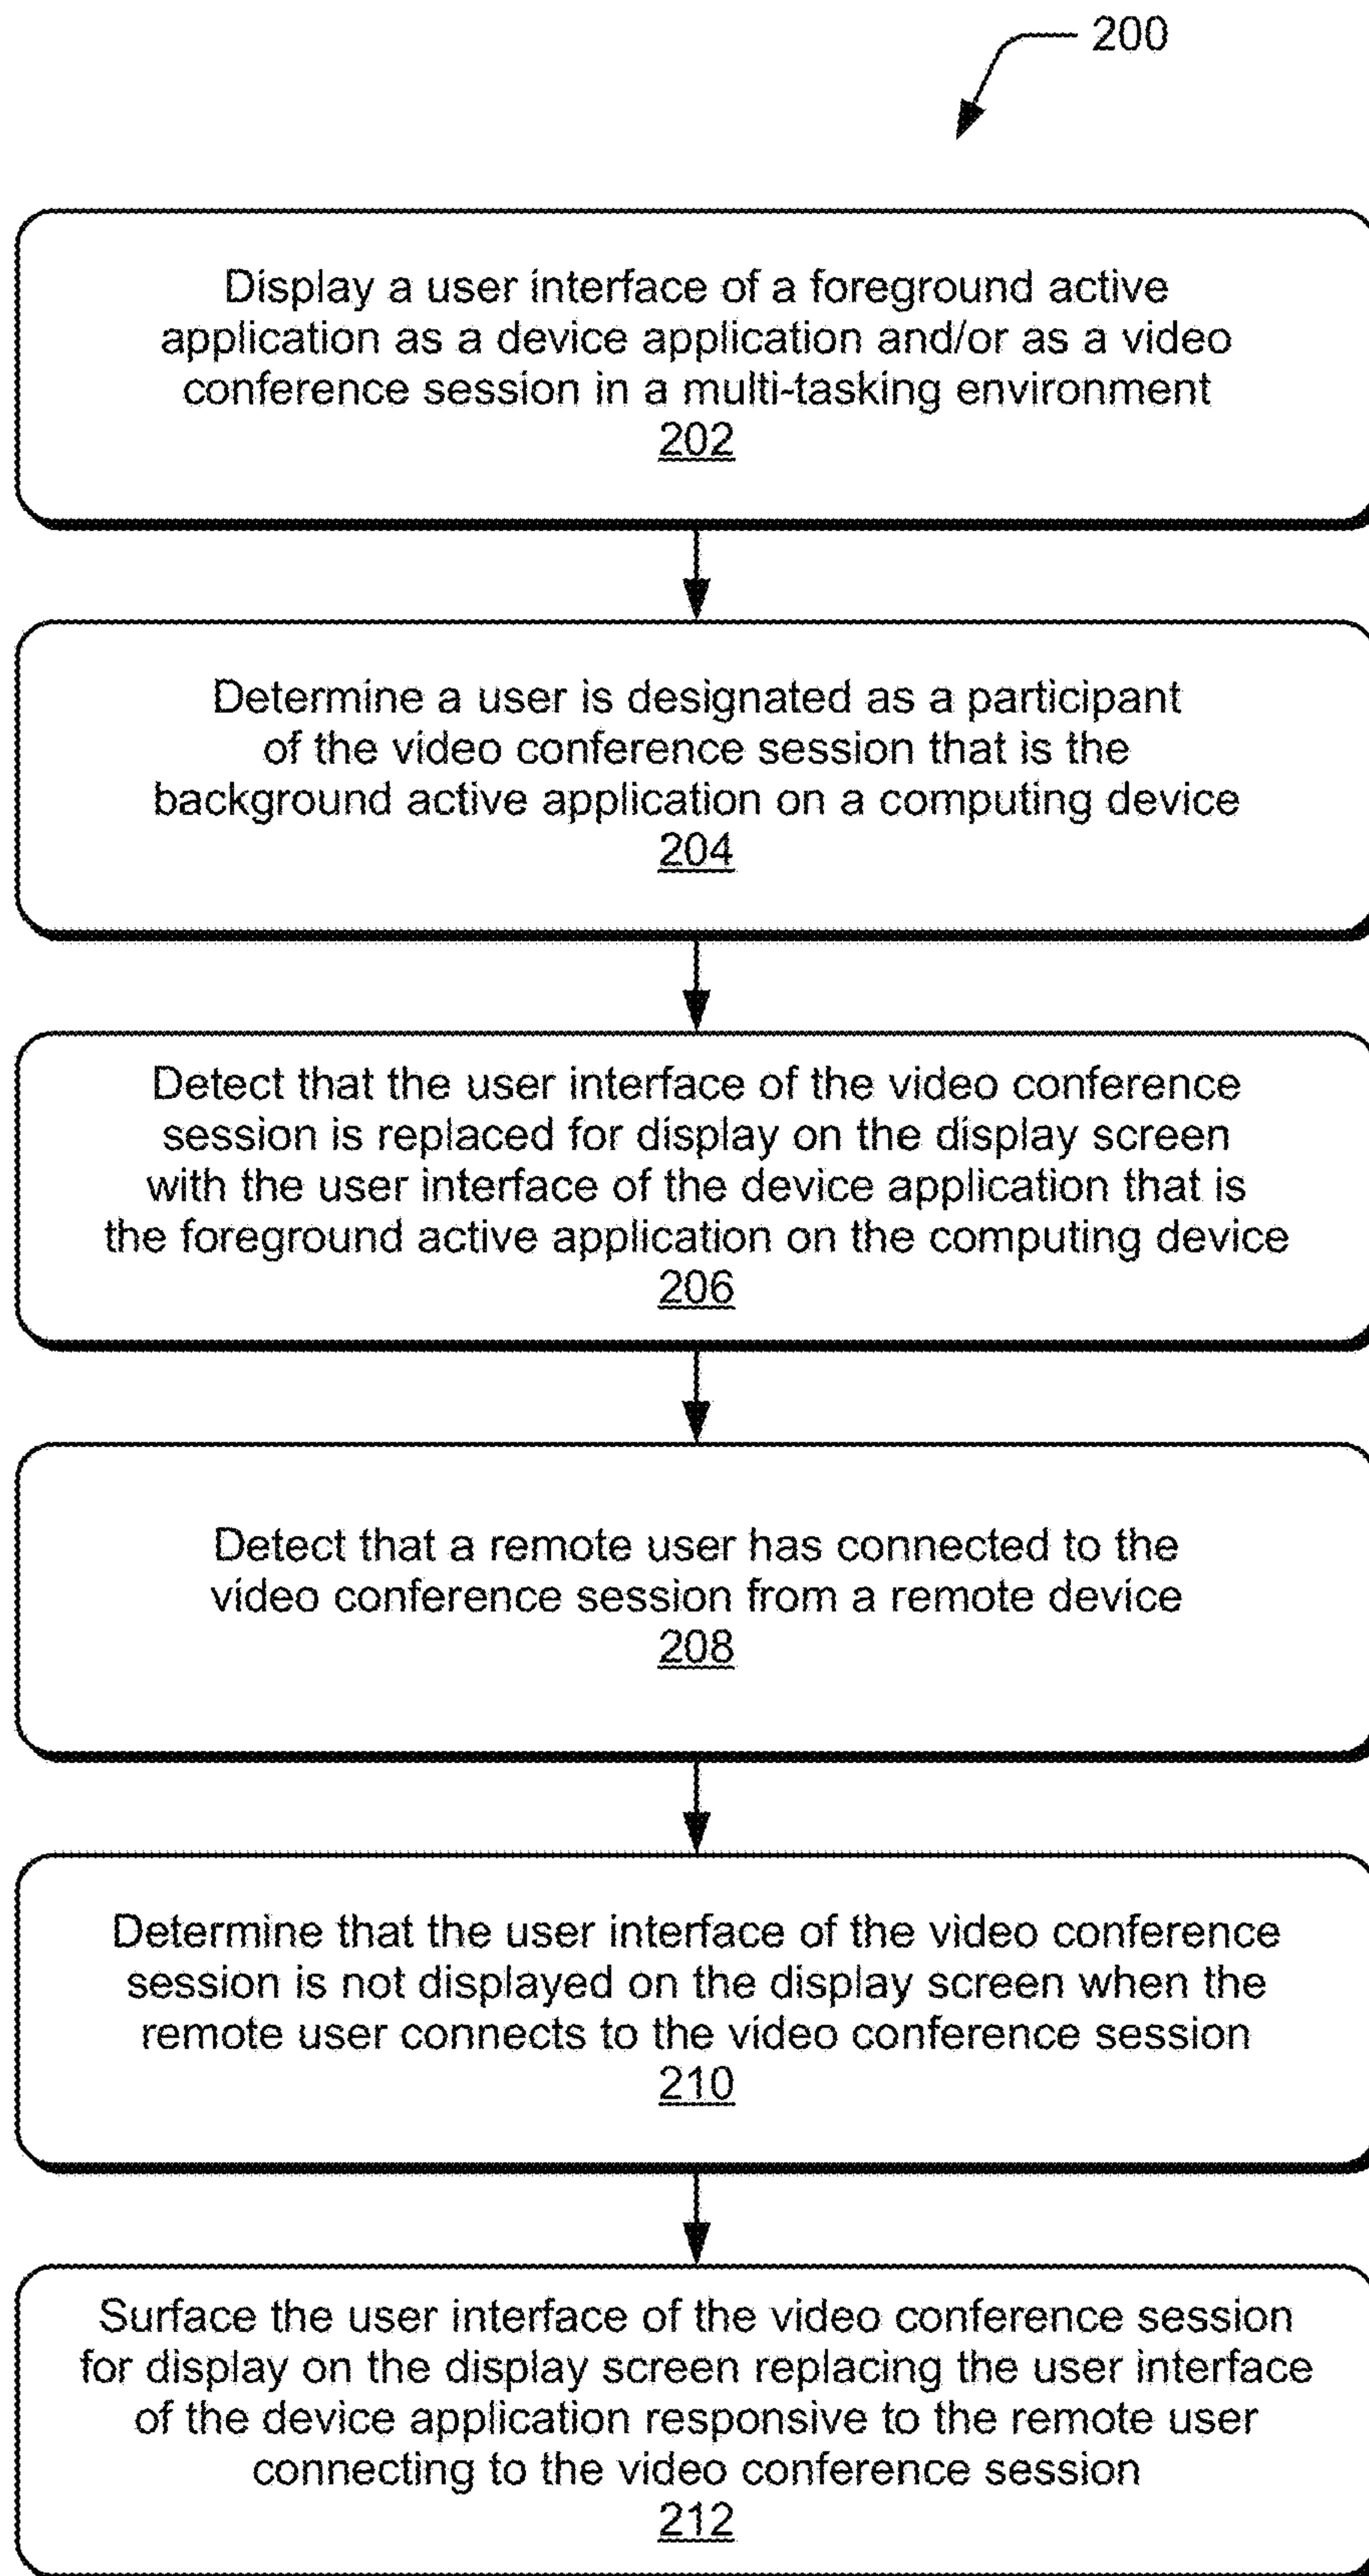 200
Display a user interface of a foreground active
application as a device application and/or as a video
conference session in a multi-tasking environment
202
Determine a user is designated as a participant
of the video conference session that is the
background active application on a computing device
204
Detect that the user interface of the video conference
session is replaced for display on the display screen
with the user interface of the device application that is
the foreground active application on the computing device
206
Detect that a remote user has connected to the
video conference session from a remote device
208
Determine that the user interface of the video conference
session is not displayed on the display screen when the
remote user connects to the video conference session
210
Surface the user interface of the video conference session
for display on the display screen replacing the user interface
of the device application responsive to the remote user
connecting to the video conference session
212